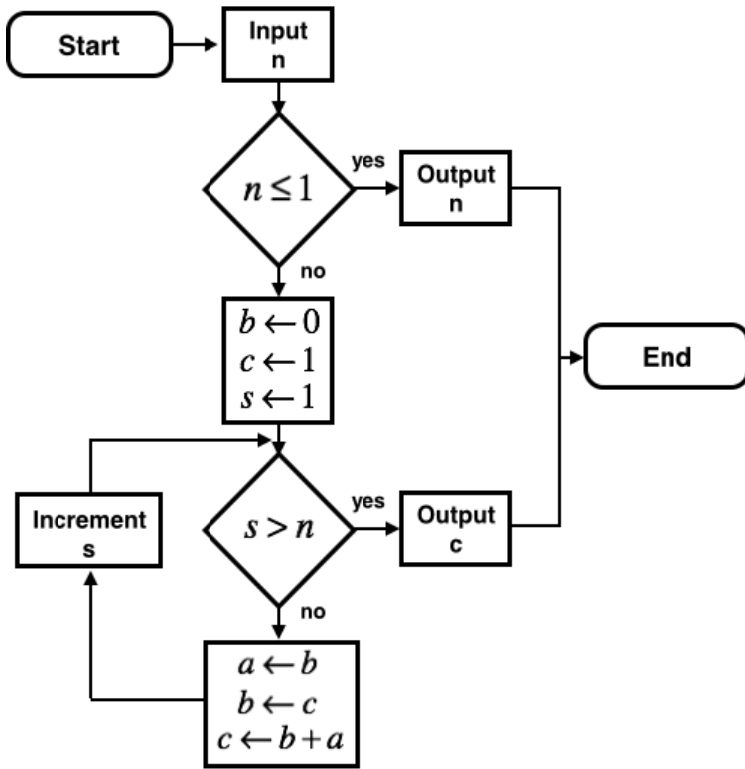 Start
Input
n
n ≤ 1
yes
Output
n
no
b ← 0
c ← 1
s ← 1
End
Increment
s
s > n
yes
Output
c
no
a ← b
b ← c
c ← b + a